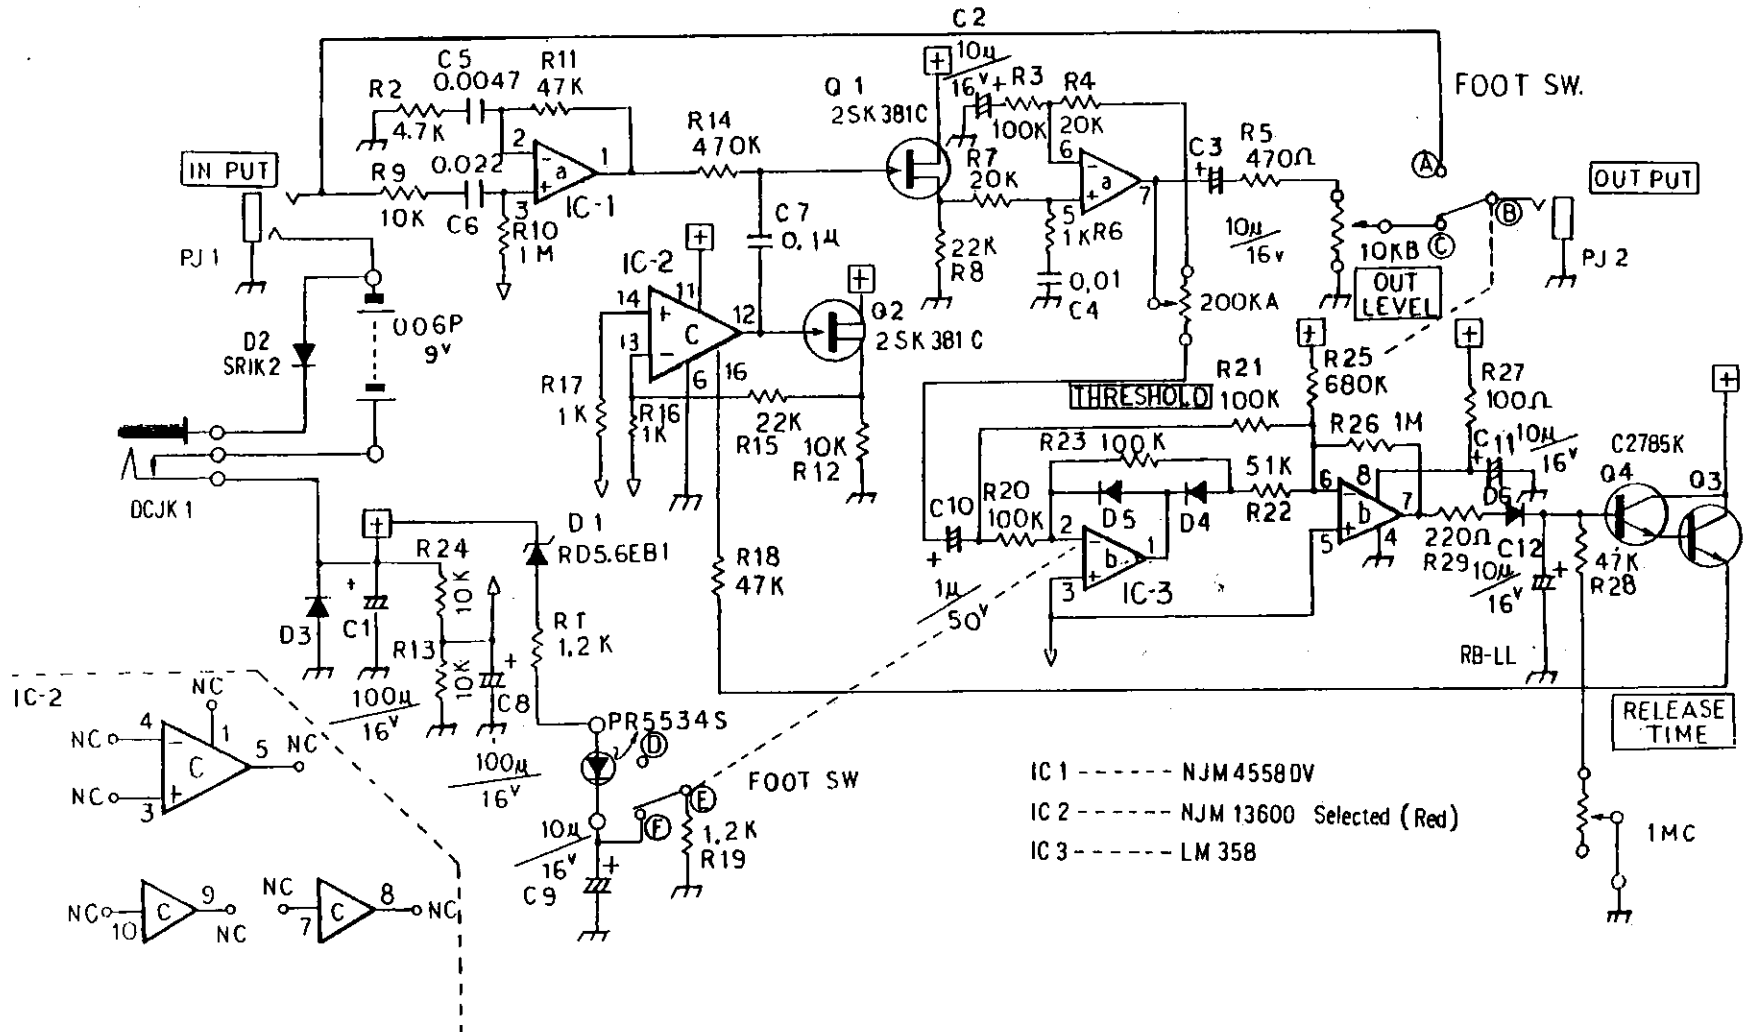 C2
C5
0.0047
R11
47K
R2
4.7K
0.022
IN PUT
R9
10K
C6
2
3
1
a
IC-1
R10
1M
PJ1
R14
470K
Q1
2SK381C
+
10μ
16V
+
R3
100K
R4
20K
FOOT SW.
R7
20K
6
5
7
a
1K R6
0,01
C4
22K
R8
C3
+
R5
470Ω
10μ
16V
A
B
C
OUT PUT
PJ2
10KB
OUT
LEVEL
C7
0.1μ
IC-2
+
14
13
11
12
6
16
C
+
Q2
2SK381C
200KA
D2
SR1K2
006P
9V
R17
1K
R16
1K
22K
R15
10K
R12
THRESHOLD
R21
100K
+
R25
680K
+
R27
100Ω
+
R26 1M
C11
10μ
16V
C2785K
Q4
Q3
R23 100K
51K
R22
D5
D4
C10
+
1μ
50V
R20
100K
2
3
1
b
IC-3
6
5
8
7
4
b
220Ω
R29
D6
C12
10μ
16V
+
47K
R28
DCJK1
+
D1
RD5.6EB1
R24
10K
R13
10K
D3
+
C1
100μ
16V
+
C8
100μ
16V
R1
1.2K
R18
47K
RB-LL
RELEASE
TIME
1MC
IC-2
NC
NC
4
1
5
NC
C
NC
3
PR5534S
D
FOOT SW
E
F
10μ
16V
+
C9
1,2K
R19
IC1 ------ NJM4558DV
IC2 ------ NJM13600 Selected (Red)
IC3 ------ LM358
NC
10
C
9
NC
NC
7
C
8
NC